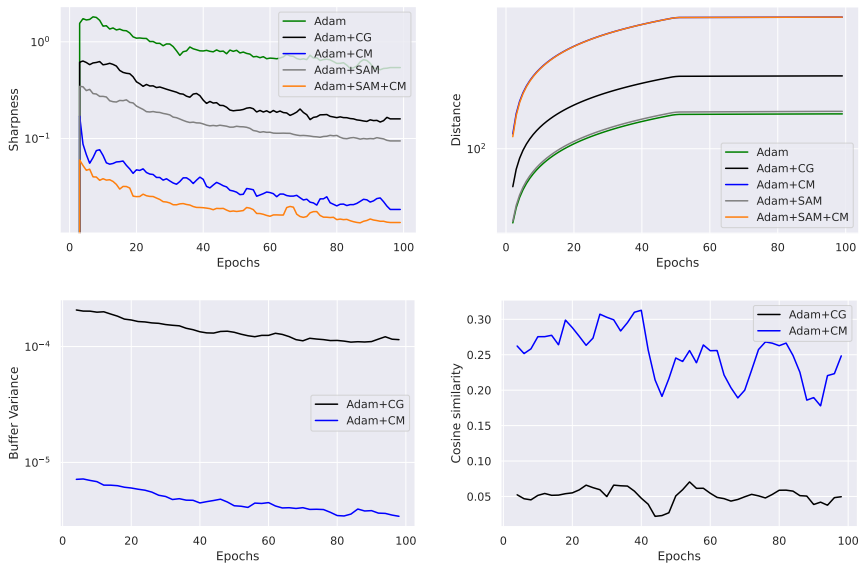 Sharpness
10⁰
10⁻¹
Adam
Adam+CG
Adam+CM
Adam+SAM
Adam+SAM+CM
0 20 40 60 80 100
Epochs
Distance
10²
Adam
Adam+CG
Adam+CM
Adam+SAM
Adam+SAM+CM
0 20 40 60 80 100
Epochs
Buffer Variance
10⁻⁴
10⁻⁵
Adam+CG
Adam+CM
0 20 40 60 80 100
Epochs
Cosine similarity
0.30
0.25
0.20
0.15
0.10
0.05
Adam+CG
Adam+CM
0 20 40 60 80 100
Epochs